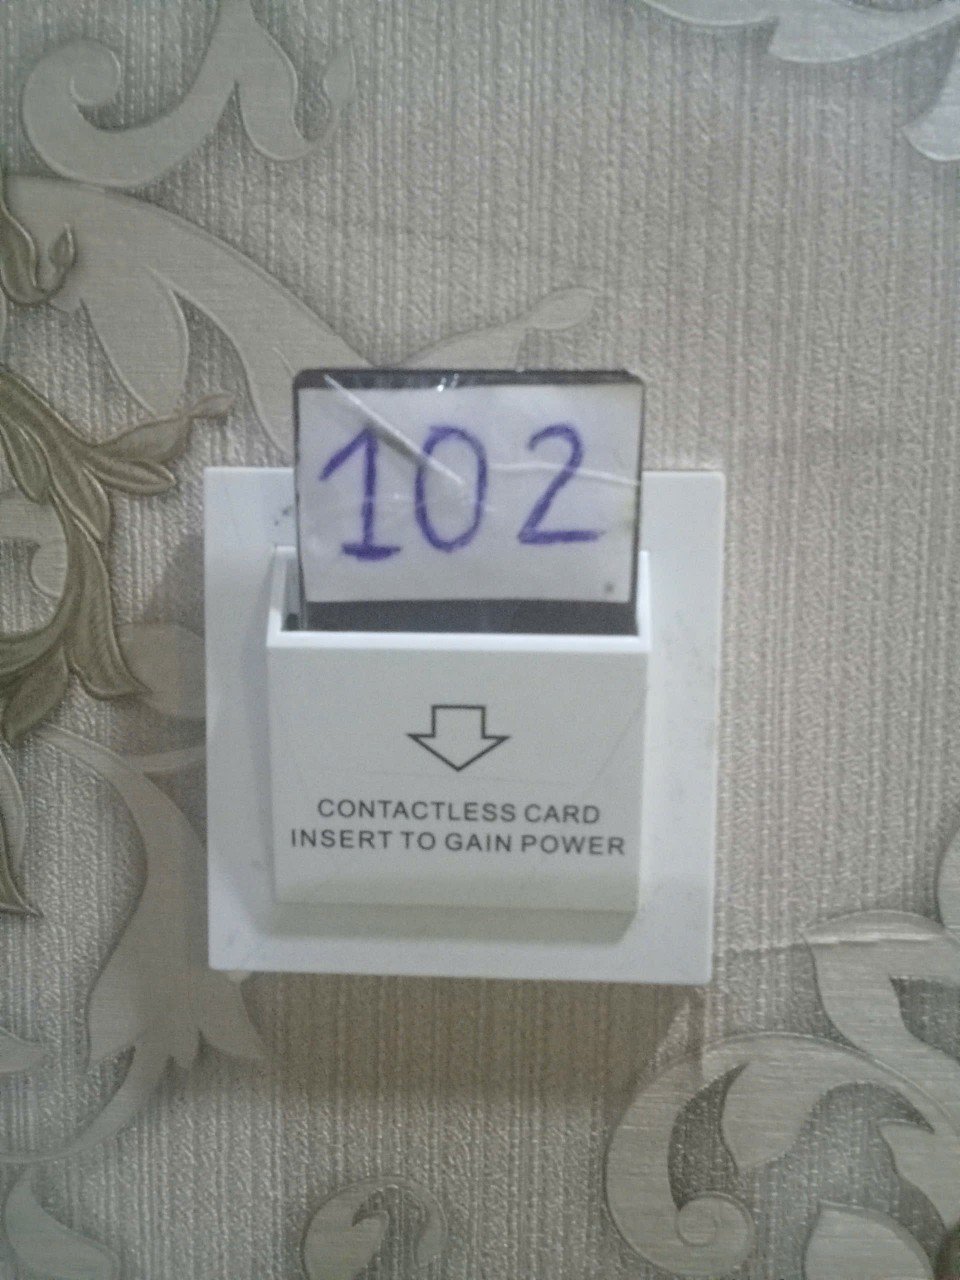 102
CONTACTLESS CARD
INSERT TO GAIN POWER